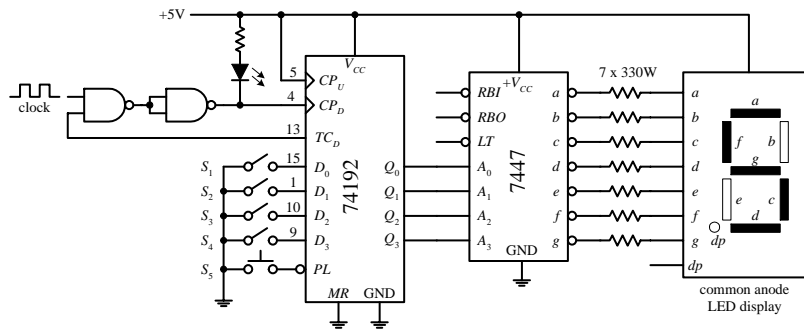 +5V
V_CC
5
CP_U
4
CP_D
clock
13
TC_D
S_1
15
D_0
Q_0
S_2
1
D_1
Q_1
S_3
10
D_2
Q_2
S_4
9
D_3
Q_3
S_5
PL
MR
GND
74192
+V_CC
RBI
a
RBO
b
LT
c
A_0
d
A_1
e
A_2
f
A_3
g
GND
7447
7 x 330W
a
b
c
d
e
f
g
dp
a
f
b
g
e
c
d
dp
common anode
LED display